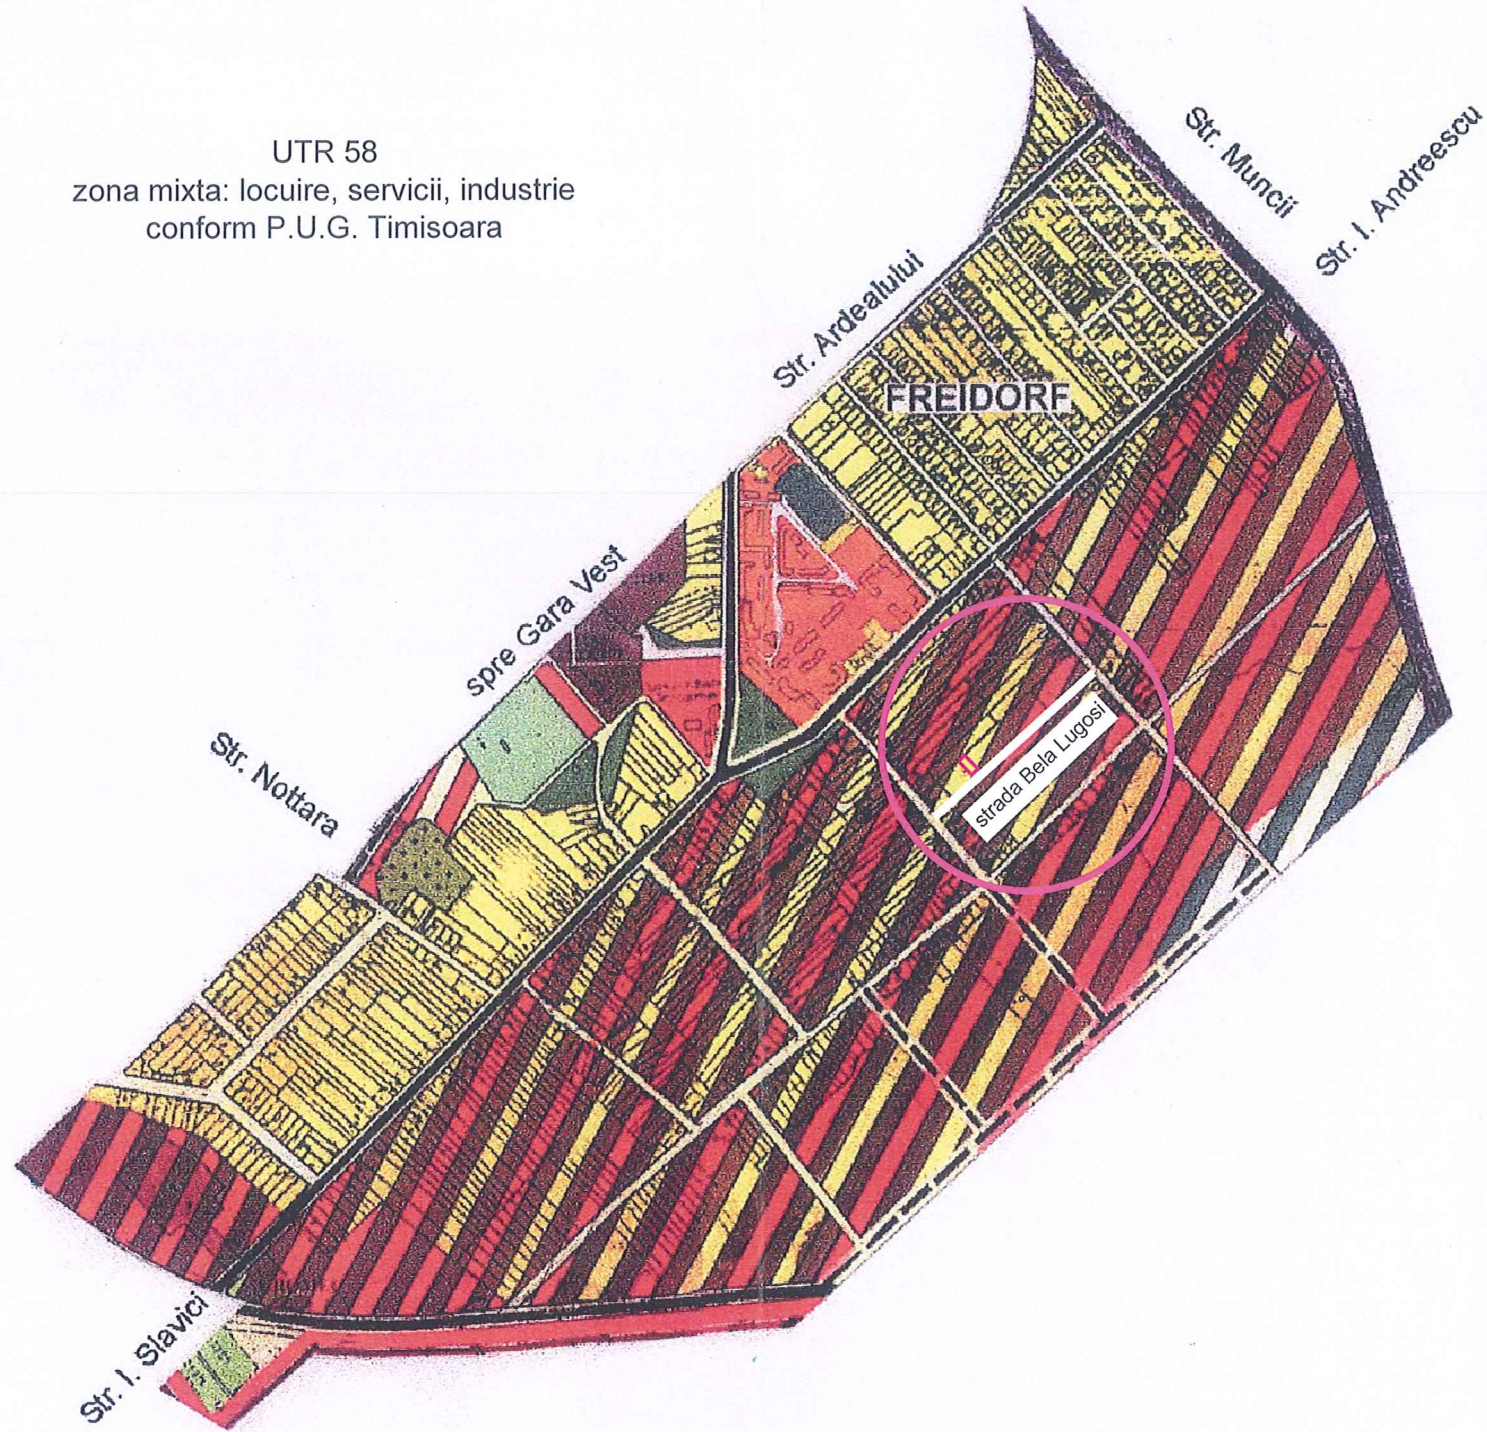 UTR 58
zona mixta: locuire, servicii, industrie
conform P.U.G. Timisoara
Str. Muncii
Str. I. Andreescu
Str. Ardealului
FREIDORF
spre Gara Vest
Str. Nottara
strada Bela Lugosi
Str. I. Slavici